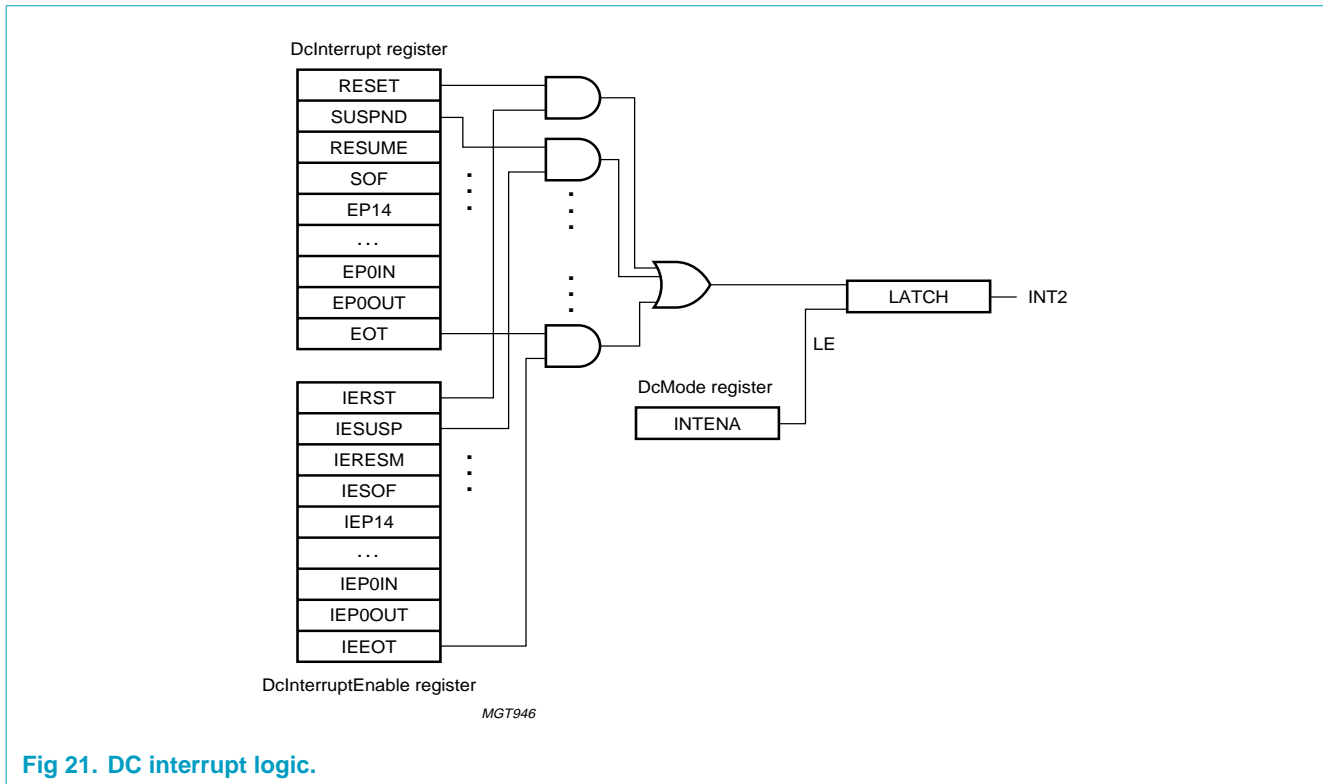 DcInterrupt register
RESET
SUSPND
RESUME
SOF
EP14
...
EP0IN
EP0OUT
EOT
IERST
IESUSP
IERESM
IESOF
IEP14
...
IEP0IN
IEP0OUT
IEEOT
DcInterruptEnable register
LATCH
INT2
LE
DcMode register
INTENA
MGT946
Fig 21. DC interrupt logic.